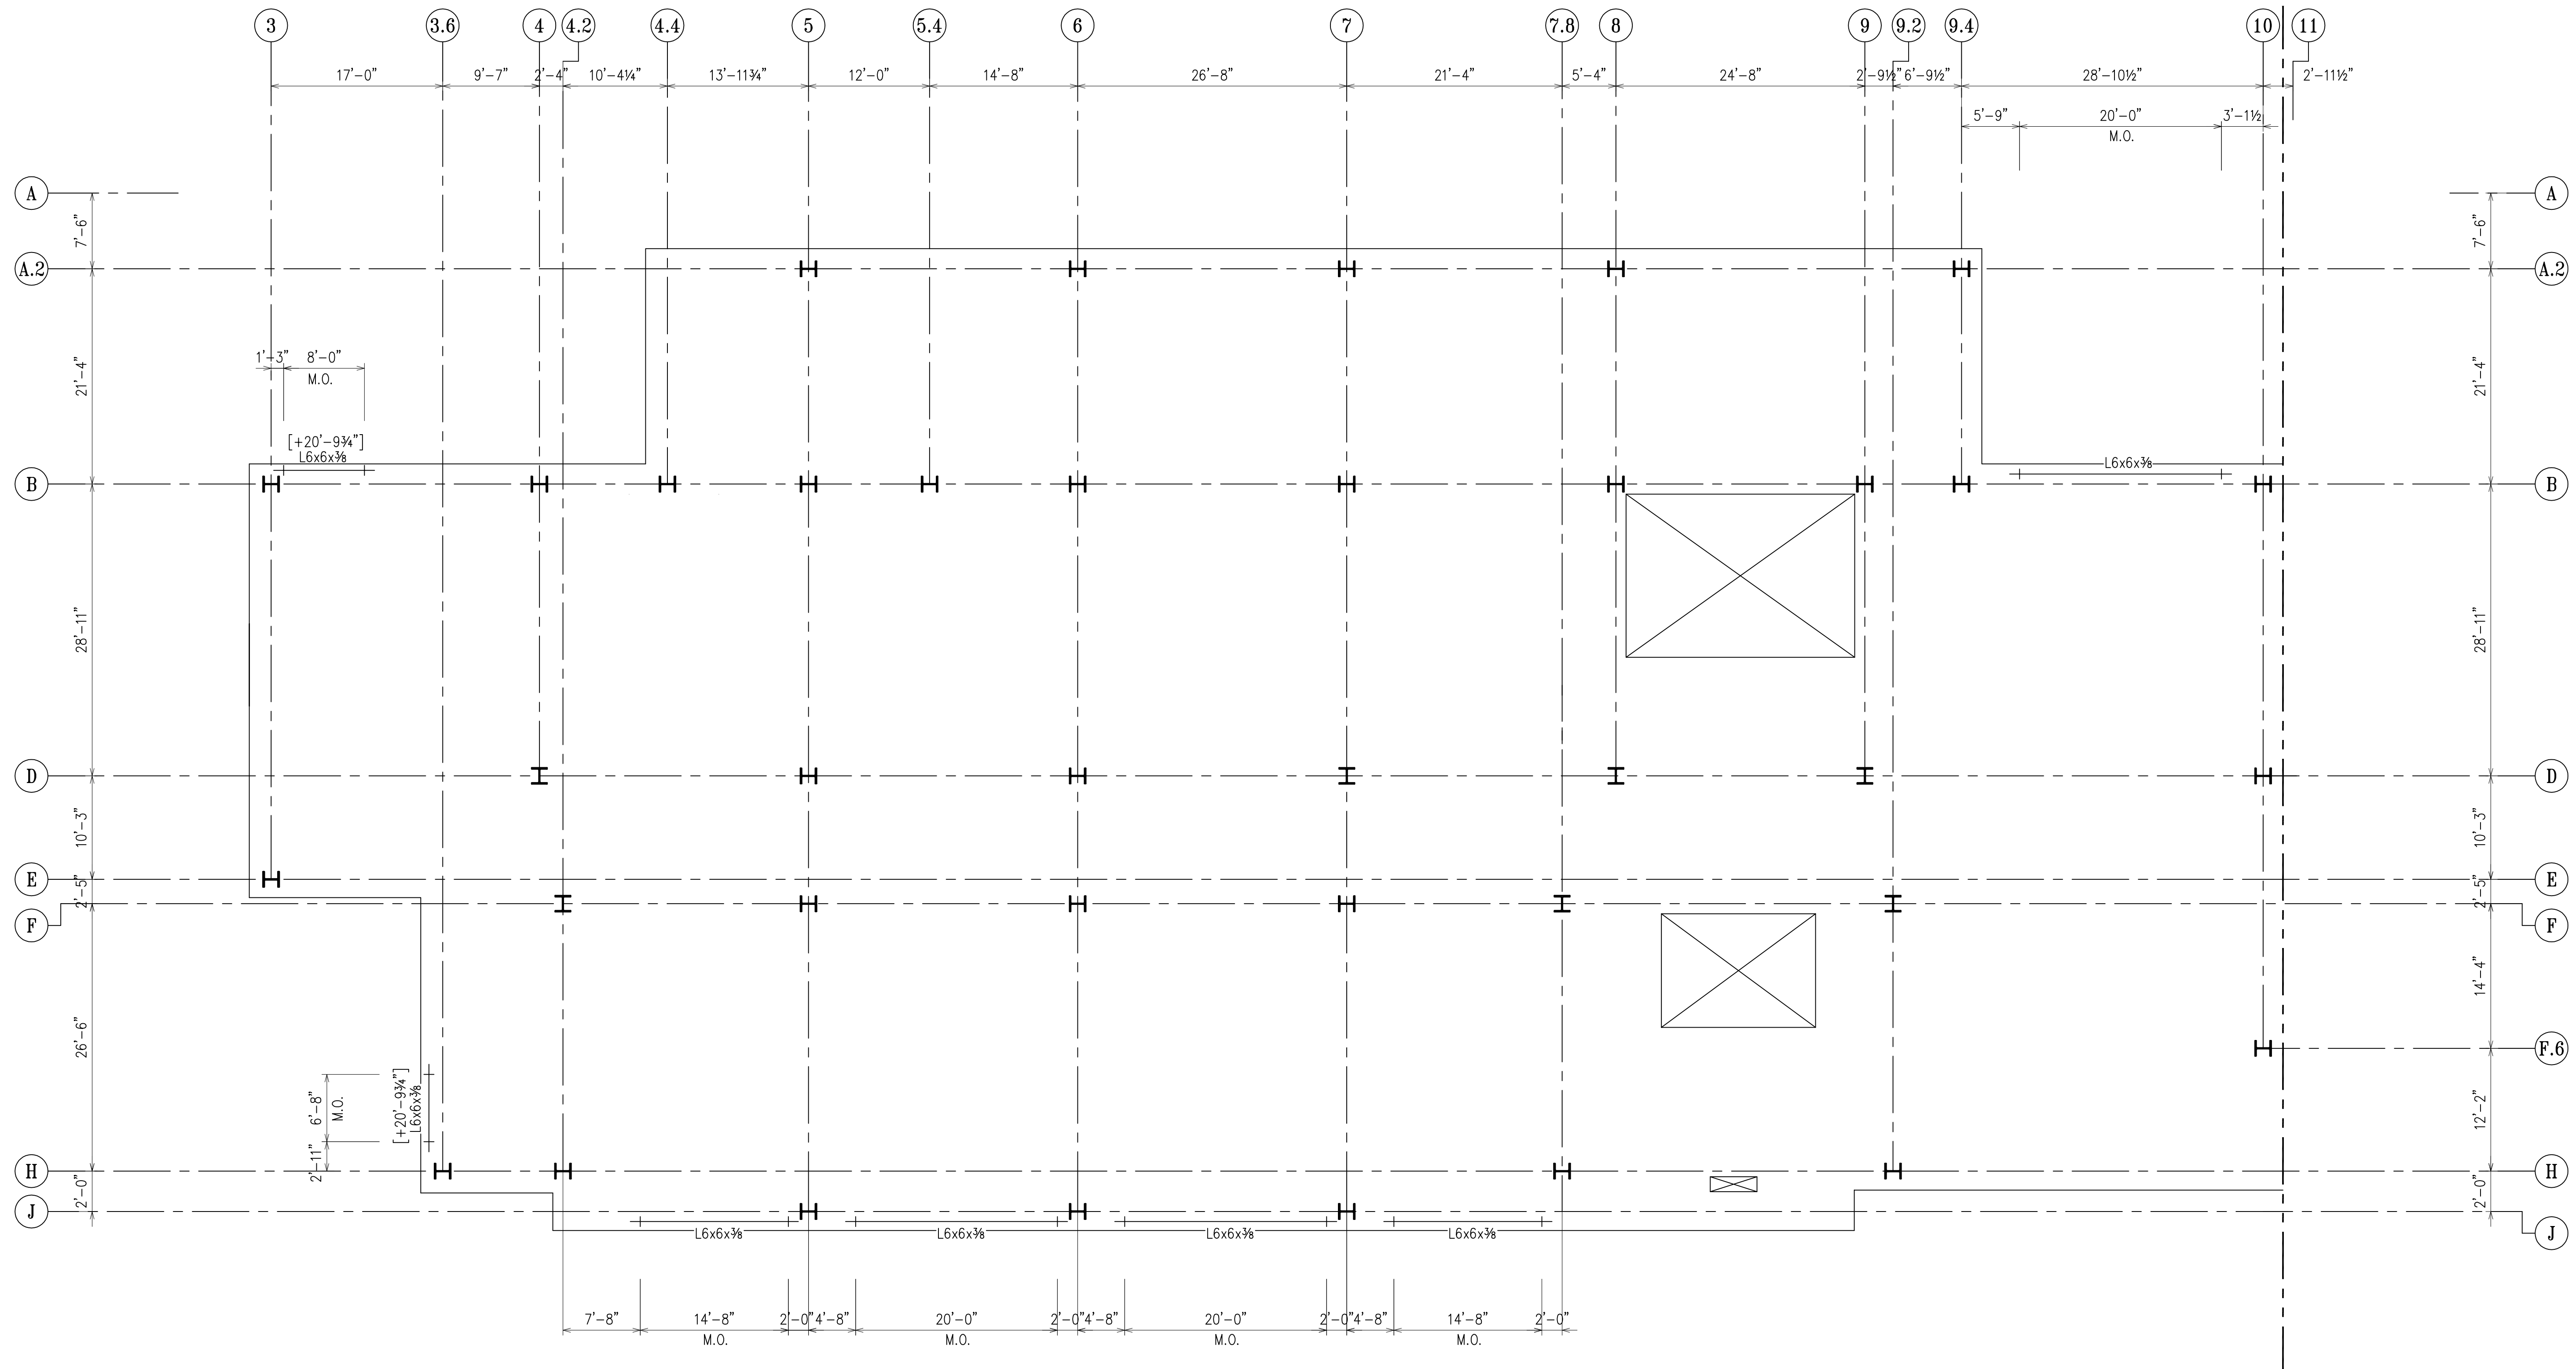 3 3.6 4 4.2 4.4 5 5.4 6 7 7.8 8 9 9.2 9.4 10 11
17'-0" 9'-7" 2'-4" 10'-4¼" 13'-11¾" 12'-0" 14'-8" 26'-8" 21'-4" 5'-4" 24'-8" 2'-9½" 6'-9½" 28'-10½" 2'-11½"
5'-9" 20'-0" 3'-1½
M.O.
A A
7'-6" 7'-6"
A.2 A.2
21'-4" 21'-4"
1'-3" 8'-0"
M.O.
[+20'-9¾"]
L6x6x⅜ L6x6x⅜
B B
28'-11" 28'-11"
D D
10'-3" 10'-3"
E E
2'-5" 2'-5"
F F
14'-4"
26'-6"
F.6
6'-8"
M.O.
[+20'-9¾"]
L6x6x⅜
12'-2"
2'-11"
H H
2'-0" 2'-0"
J J
L6x6x⅜ L6x6x⅜ L6x6x⅜ L6x6x⅜
7'-8" 14'-8" 2'-0" 4'-8" 20'-0" 2'-0" 4'-8" 20'-0" 2'-0" 4'-8" 14'-8" 2'-0"
M.O. M.O. M.O. M.O.